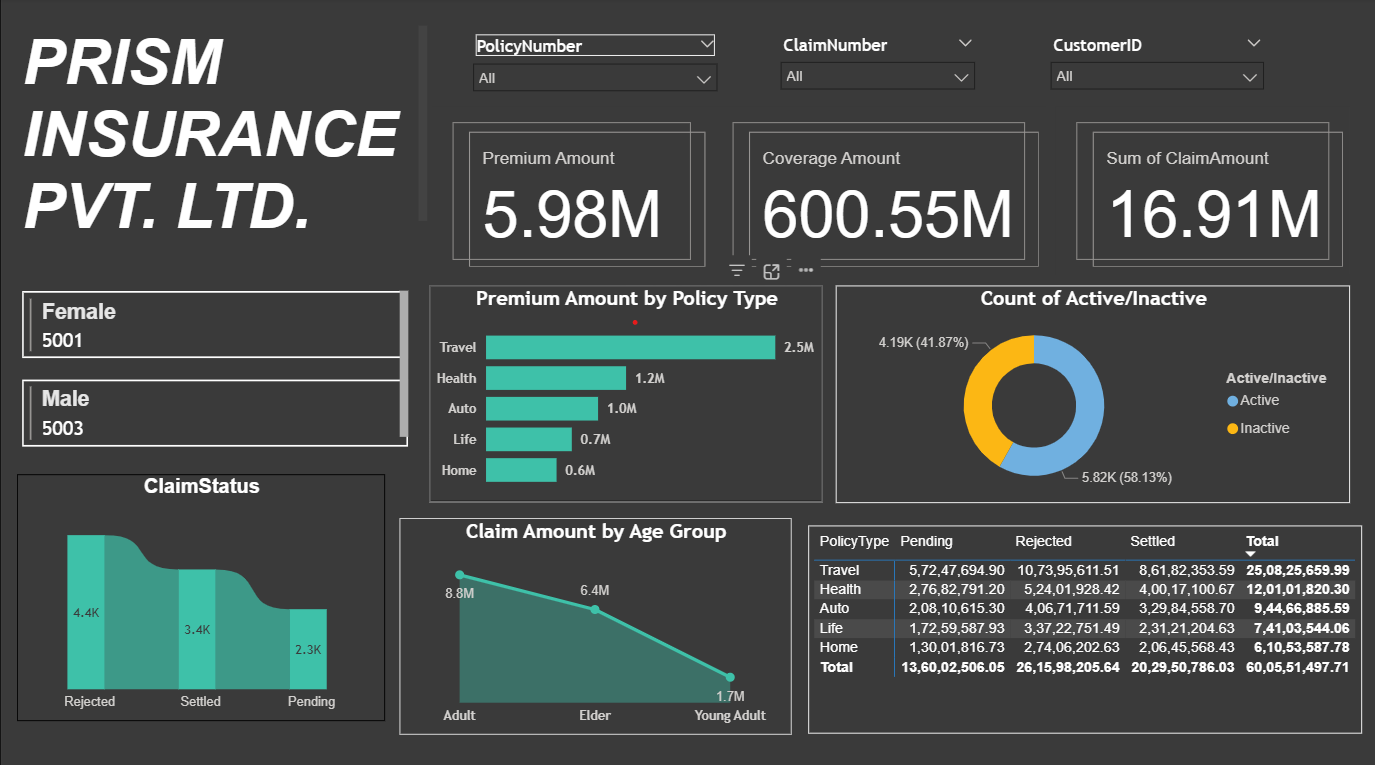 PRISM
INSURANCE
PVT. LTD.
PolicyNumber
All
ClaimNumber
All
CustomerID
All
Premium Amount
5.98M
Coverage Amount
600.55M
Sum of ClaimAmount
16.91M
Female
5001
Male
5003
Premium Amount by Policy Type
Travel 2.5M
Health 1.2M
Auto 1.0M
Life 0.7M
Home 0.6M
Count of Active/Inactive
4.19K (41.87%)
5.82K (58.13%)
Active/Inactive
Active
Inactive
ClaimStatus
4.4K
3.4K
2.3K
Rejected Settled Pending
Claim Amount by Age Group
8.8M
6.4M
1.7M
Adult Elder Young Adult
PolicyType Pending Rejected Settled Total
Travel 5,72,47,694.90 10,73,95,611.51 8,61,82,353.59 25,08,25,659.99
Health 2,76,82,791.20 5,24,01,928.42 4,00,17,100.67 12,01,01,820.30
Auto 2,08,10,615.30 4,06,71,711.59 3,29,84,558.70 9,44,66,885.59
Life 1,72,59,587.93 3,37,22,751.49 2,31,21,204.63 7,41,03,544.06
Home 1,30,01,816.73 2,74,06,202.63 2,06,45,568.43 6,10,53,587.78
Total 13,60,02,506.05 26,15,98,205.64 20,29,50,786.03 60,05,51,497.71